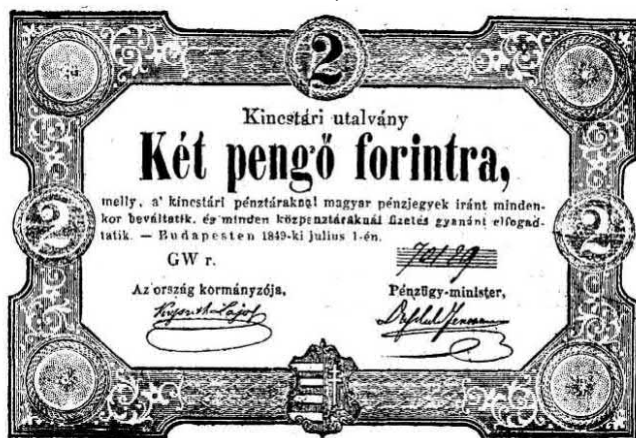 2
Kincstári utalvány
Két pengő forintra,
melly, a' kincstári pénztáraknál magyar pénzjegyek iránt minden-
kor beváltatik, és minden közpenztáraknál fizetés gyanánt elfogad-
tatik. — Budapesten 1849-ki julius 1-én.
2
2
GW r.
70189
Az ország kormányzója,
Pénzügy-minister,
Kossuth Lajos